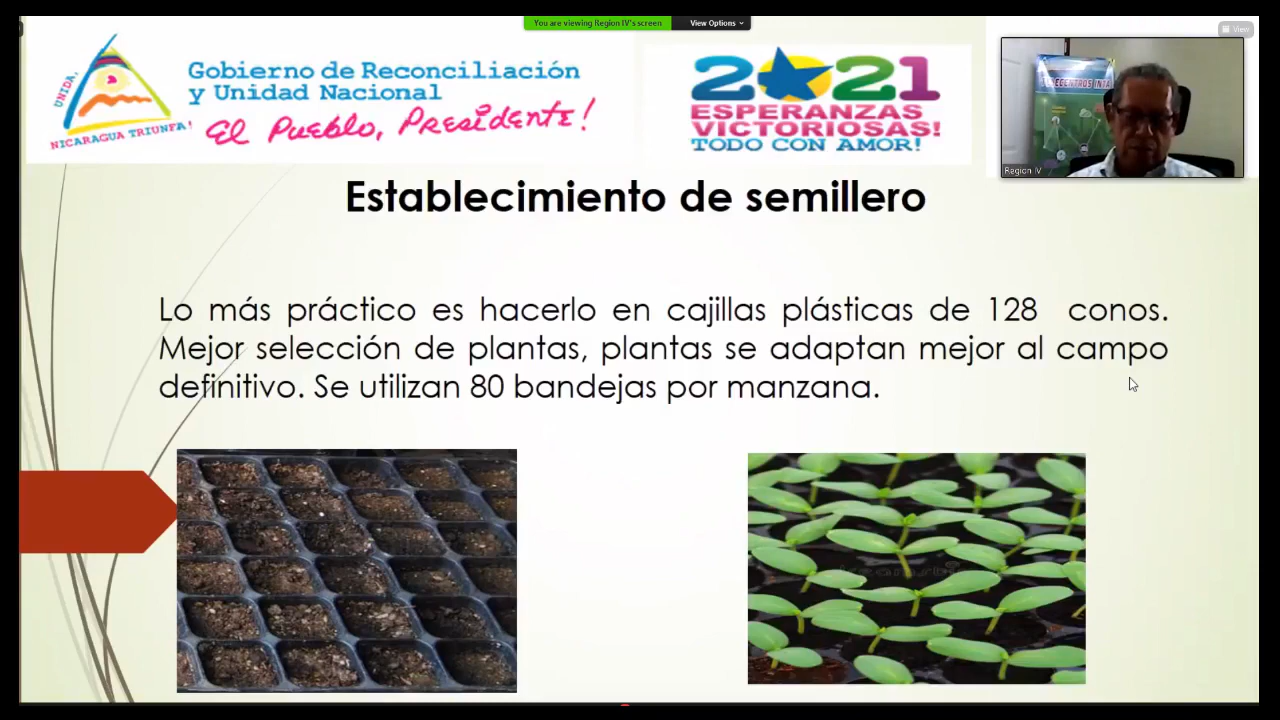 You are viewing Region IV's screen
View Options
View
UNIDA,
NICARAGUA TRIUNFA!
Gobierno de Reconciliación
y Unidad Nacional
El Pueblo, Presidente!
2021
ESPERANZAS
VICTORIOSAS!
TODO CON AMOR!
Region IV
Establecimiento de semillero
Lo más práctico es hacerlo en cajillas plásticas de 128 conos.
Mejor selección de plantas, plantas se adaptan mejor al campo
definitivo. Se utilizan 80 bandejas por manzana.